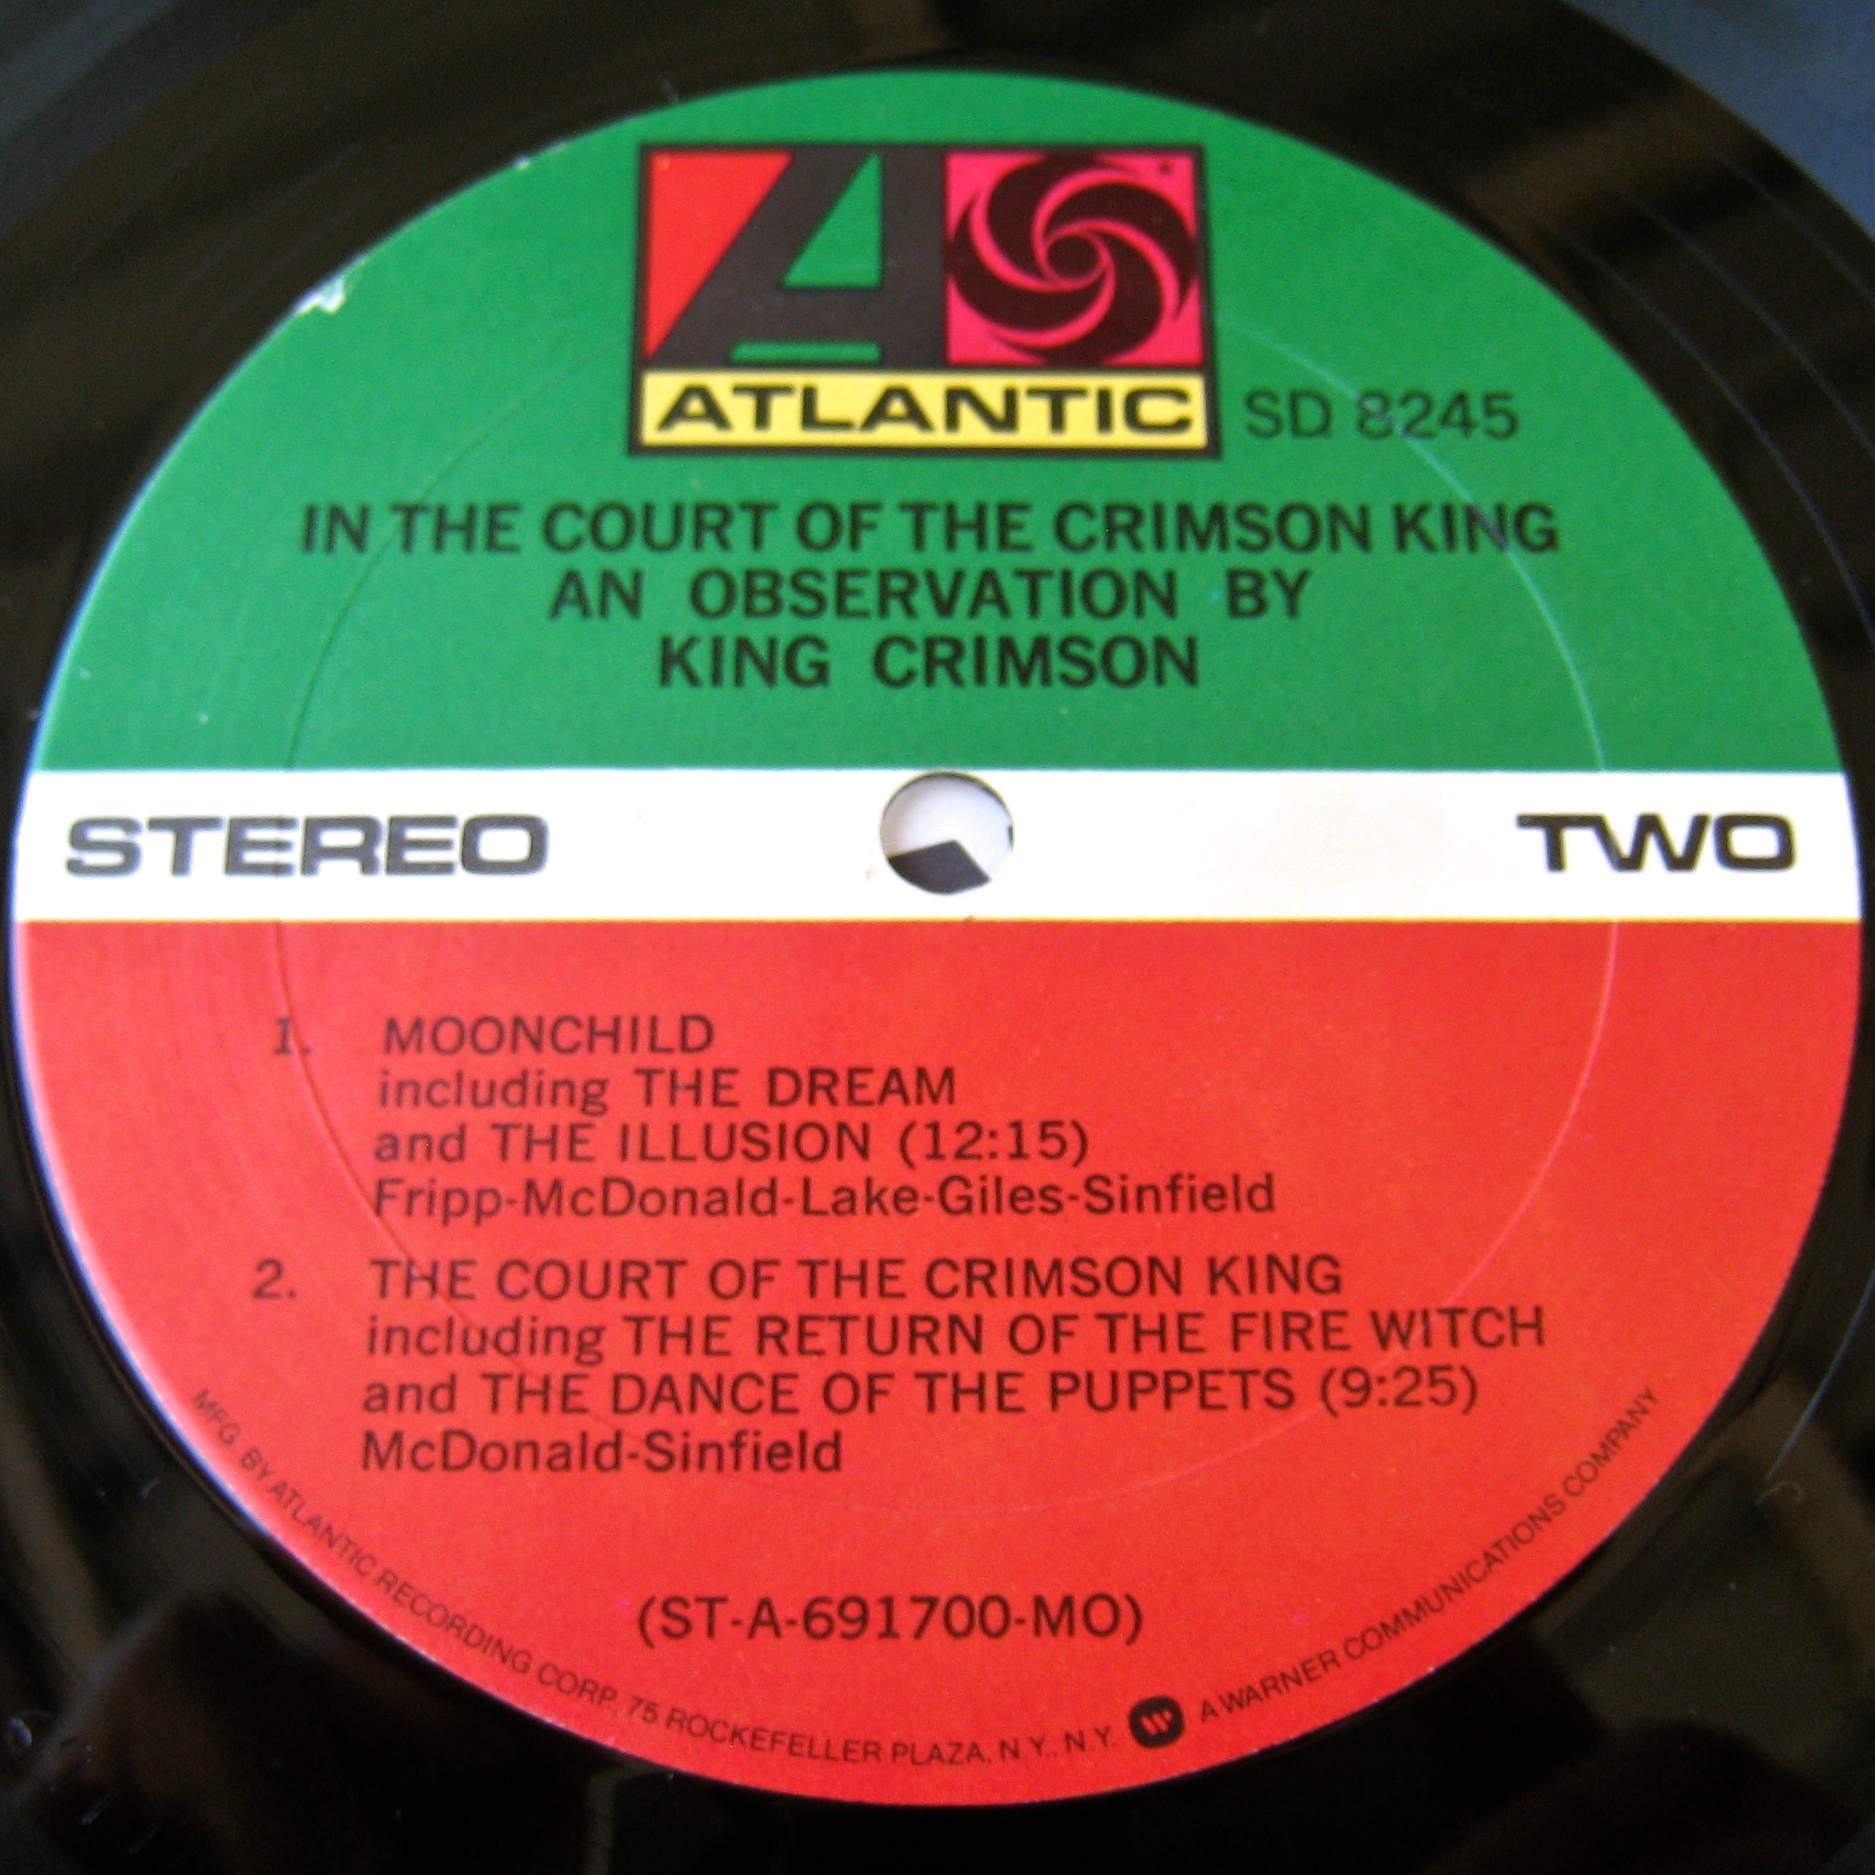 ATLANTIC SD 8245
IN THE COURT OF THE CRIMSON KING
AN OBSERVATION BY
KING CRIMSON
STEREO TWO
1. MOONCHILD
including THE DREAM
and THE ILLUSION (12:15)
Fripp-McDonald-Lake-Giles-Sinfield
2. THE COURT OF THE CRIMSON KING
including THE RETURN OF THE FIRE WITCH
and THE DANCE OF THE PUPPETS (9:25)
McDonald-Sinfield
(ST-A-691700-MO)
MFG. BY ATLANTIC RECORDING CORP. 75 ROCKEFELLER PLAZA, N.Y., N.Y. A WARNER COMMUNICATIONS COMPANY